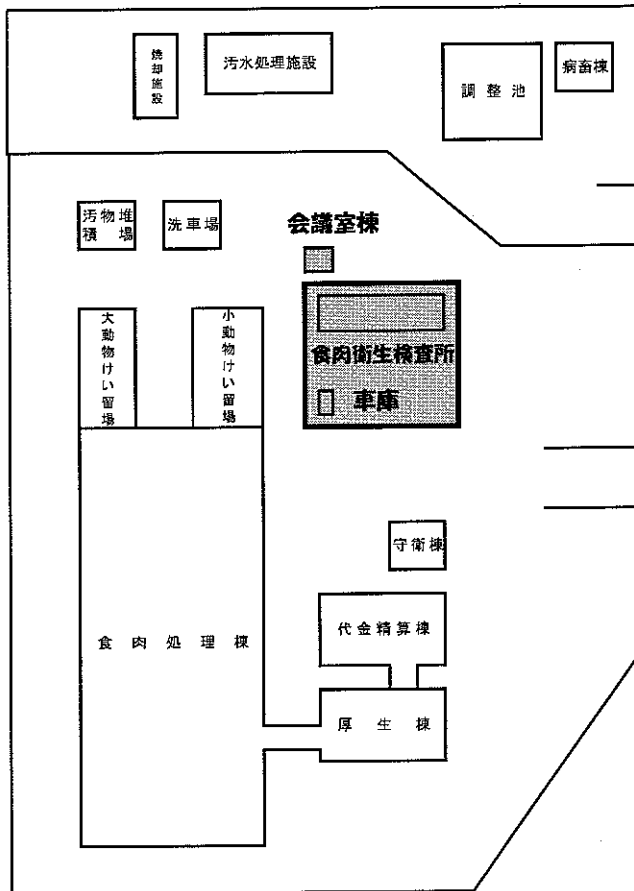 焼却施設
汚水処理施設
調整池
病畜棟
汚物堆
積場
洗車場
会議室棟
大動物けい留場
小動物けい留場
食肉衛生検査所
車庫
守衛棟
代金精算棟
食肉処理棟
厚生棟